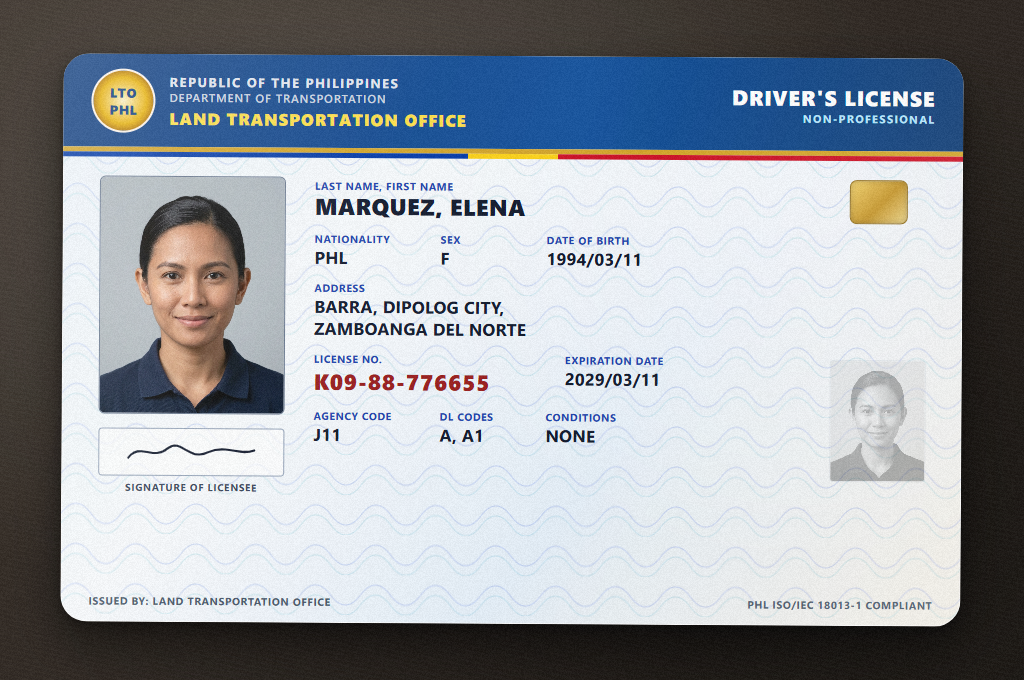 LTO
PHL
REPUBLIC OF THE PHILIPPINES
DEPARTMENT OF TRANSPORTATION
LAND TRANSPORTATION OFFICE
DRIVER'S LICENSE
NON-PROFESSIONAL
LAST NAME, FIRST NAME
MARQUEZ, ELENA
NATIONALITY SEX DATE OF BIRTH
PHL F 1994/03/11
ADDRESS
BARRA, DIPOLOG CITY,
ZAMBOANGA DEL NORTE
LICENSE NO. EXPIRATION DATE
K09-88-776655 2029/03/11
AGENCY CODE DL CODES CONDITIONS
J11 A, A1 NONE
SIGNATURE OF LICENSEE
ISSUED BY: LAND TRANSPORTATION OFFICE
PHL ISO/IEC 18013-1 COMPLIANT